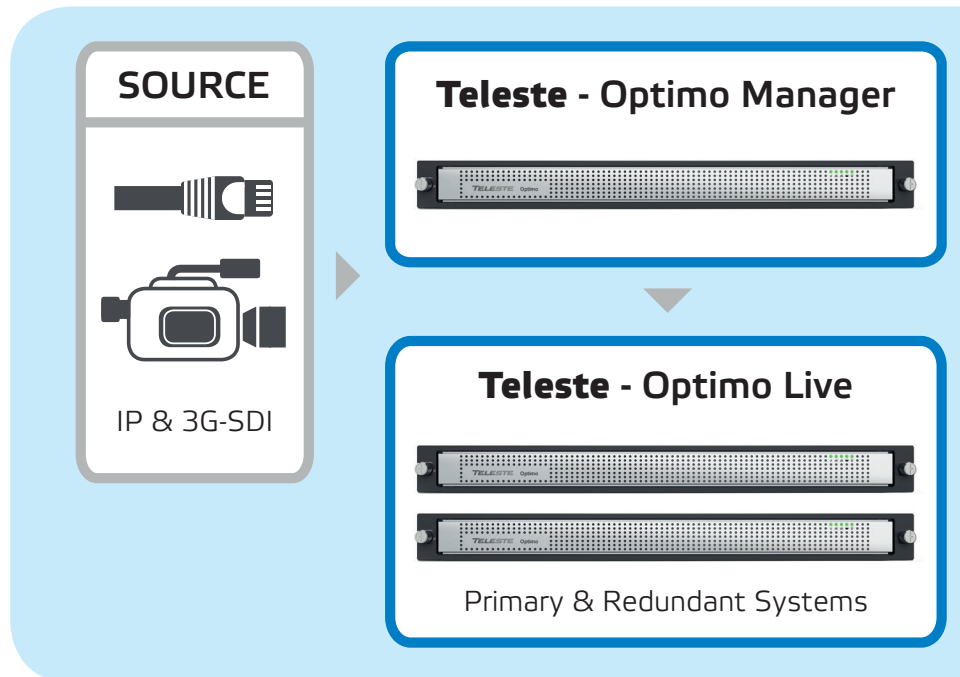 SOURCE
IP & 3G-SDI
Teleste - Optimo Manager
TELESTE Optimo
Teleste - Optimo Live
TELESTE Optimo
TELESTE Optimo
Primary & Redundant Systems